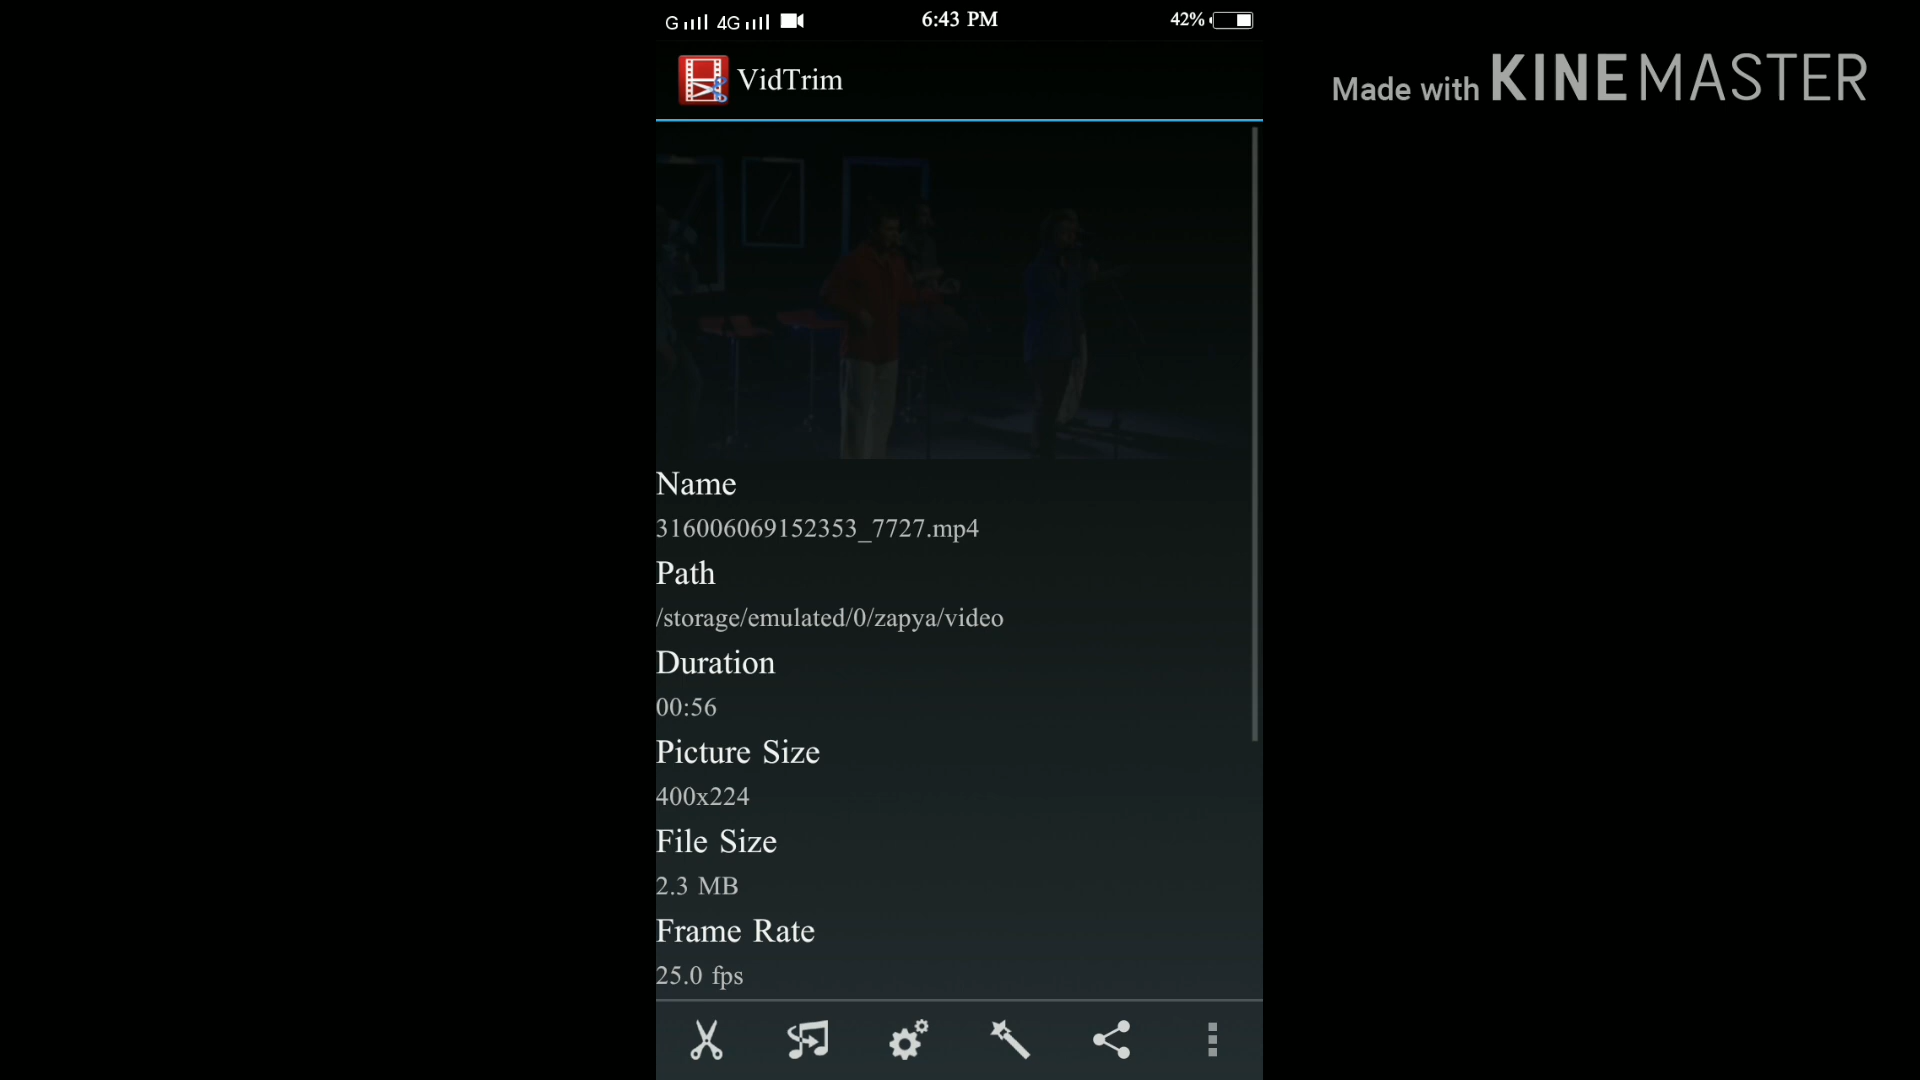 G 4G 6:43 PM 42%
VidTrim
Made with KINEMASTER
Name
316006069152353_7727.mp4
Path
/storage/emulated/0/zapya/video
Duration
00:56
Picture Size
400x224
File Size
2.3 MB
Frame Rate
25.0 fps